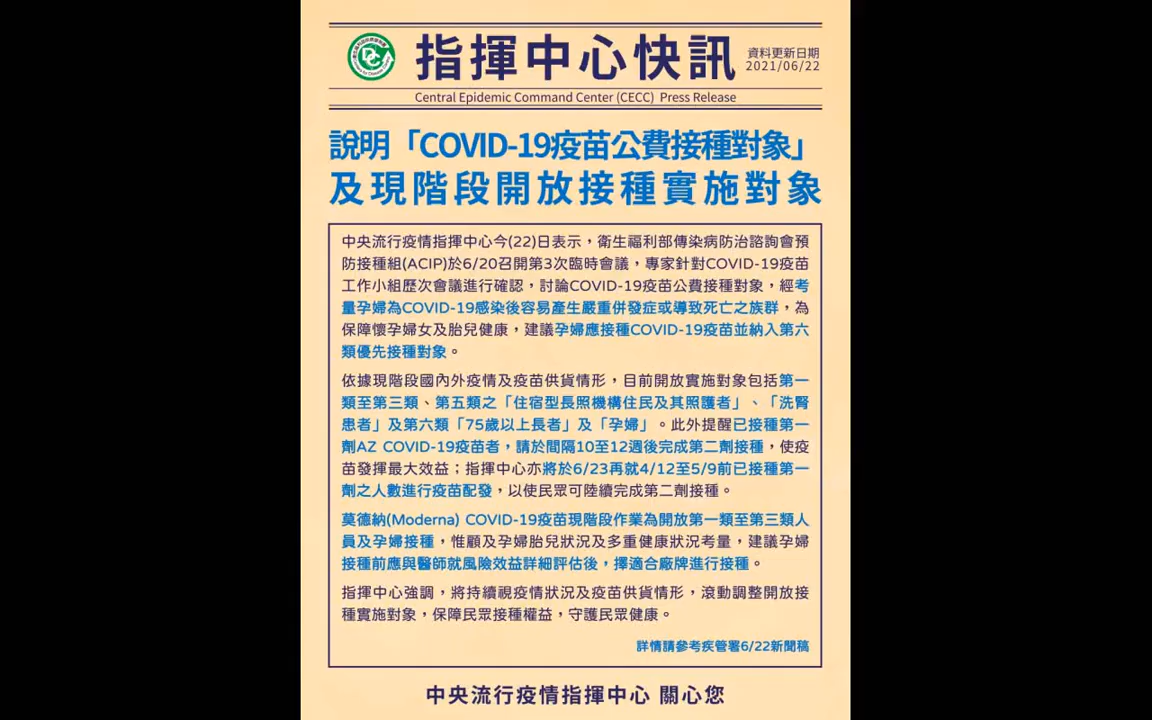 指揮中心快訊
資料更新日期
2021/06/22
Central Epidemic Command Center (CECC) Press Release
說明「COVID-19疫苗公費接種對象」
及現階段開放接種實施對象
中央流行疫情指揮中心今(22)日表示，衛生福利部傳染病防治諮詢會預
防接種組(ACIP)於6/20召開第3次臨時會議，專家針對COVID-19疫苗
工作小組歷次會議進行確認，討論COVID-19疫苗公費接種對象，經考
量孕婦為COVID-19感染後容易產生嚴重併發症或導致死亡之族群，為
保障懷孕婦女及胎兒健康，建議孕婦應接種COVID-19疫苗並納入第六
類優先接種對象。
依據現階段國內外疫情及疫苗供貨情形，目前開放實施對象包括第一
類至第三類、第五類之「住宿型長照機構住民及其照護者」、「洗腎
患者」及第六類「75歲以上長者」及「孕婦」。此外提醒已接種第一
劑AZ COVID-19疫苗者，請於間隔10至12週後完成第二劑接種，使疫
苗發揮最大效益；指揮中心亦將於6/23再就4/12至5/9前已接種第一
劑之人數進行疫苗配發，以使民眾可陸續完成第二劑接種。
莫德納(Moderna) COVID-19疫苗現階段作業為開放第一類至第三類人
員及孕婦接種，惟顧及孕婦胎兒狀況及多重健康狀況考量，建議孕婦
接種前應與醫師就風險效益詳細評估後，擇適合廠牌進行接種。
指揮中心強調，將持續視疫情狀況及疫苗供貨情形，滾動調整開放接
種實施對象，保障民眾接種權益，守護民眾健康。
詳情請參考疾管署6/22新聞稿
中央流行疫情指揮中心 關心您